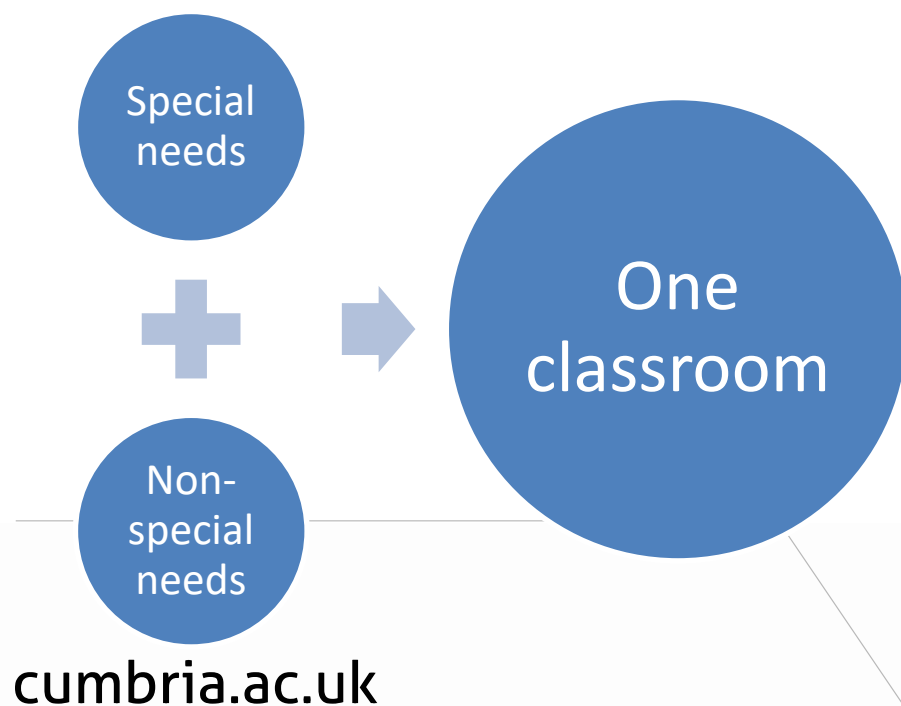 Special
needs
Non-
special
needs
One
classroom
cumbria.ac.uk